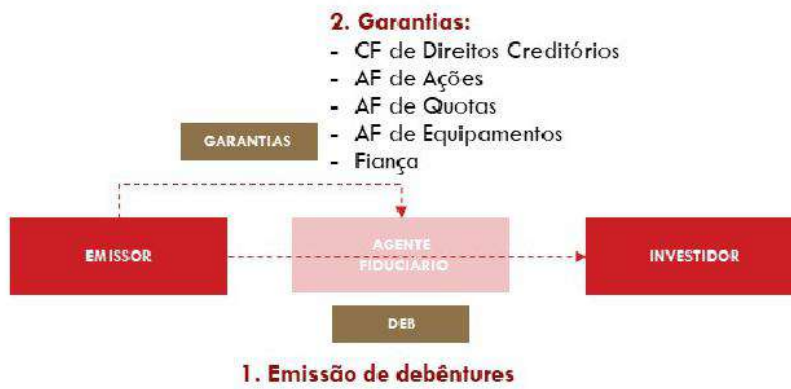 2. Garantias:
- CF de Direitos Creditórios
- AF de Ações
- AF de Quotas
- AF de Equipamentos
- Fiança
GARANTIAS
EMISSOR
AGENTE
FIDUCIÁRIO
INVESTIDOR
DEB
1. Emissão de debêntures